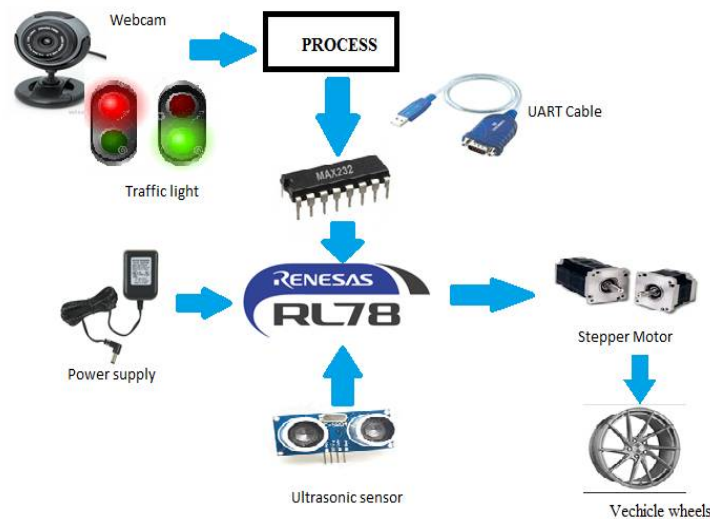 Webcam
PROCESS
UART Cable
Traffic light
MAX232
RENESAS
RL78
Power supply
Stepper Motor
Ultrasonic sensor
Vechicle wheels